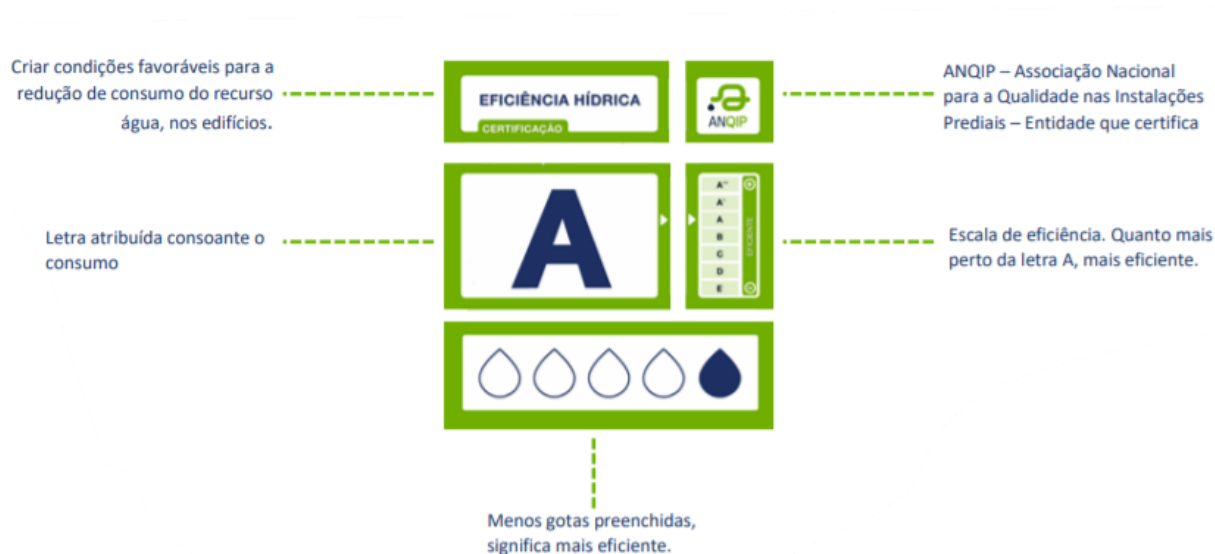 Criar condições favoráveis para a
redução de consumo do recurso
água, nos edifícios.
EFICIÊNCIA HÍDRICA
CERTIFICAÇÃO
ANQIP
ANQIP – Associação Nacional
para a Qualidade nas Instalações
Prediais – Entidade que certifica
Letra atribuída consoante o
consumo
A
A++
A+
A
B
C
D
E
EFICIENTE
Escala de eficiência. Quanto mais
perto da letra A, mais eficiente.
Menos gotas preenchidas,
significa mais eficiente.